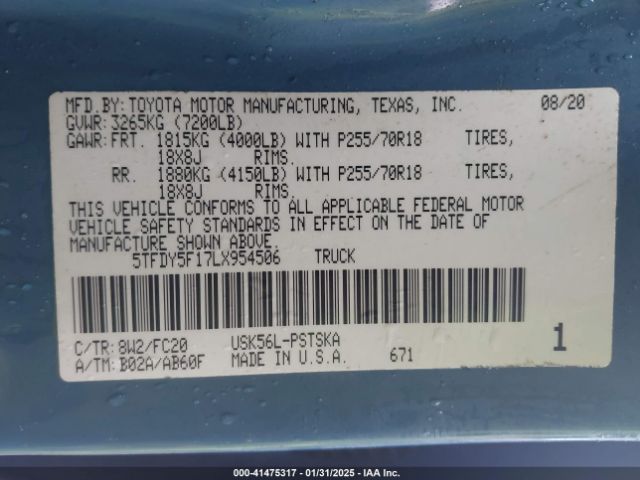 MFD.BY: TOYOTA MOTOR MANUFACTURING, TEXAS, INC. 08/20
GVWR: 3265KG (7200LB)
GAWR: FRT. 1815KG (4000LB) WITH P255/70R18 TIRES,
18X8J RIMS.
RR. 1880KG (4150LB) WITH P255/70R18 TIRES,
18X8J RIMS.
THIS VEHICLE CONFORMS TO ALL APPLICABLE FEDERAL MOTOR
VEHICLE SAFETY STANDARDS IN EFFECT ON THE DATE OF
MANUFACTURE SHOWN ABOVE.
5TFDY5F17LX954506 TRUCK
C/TR: 8W2/FC20 USK56L-PSTSKA
A/TM: B02A/AB60F MADE IN U.S.A. 671 1
000-41475317 - 01/31/2025 - IAA Inc.